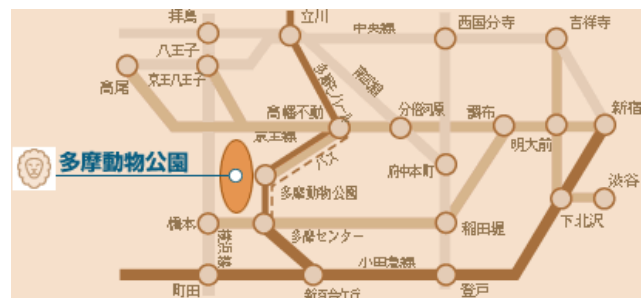 拝島
立川
中央線
西国分寺
吉祥寺
八王子
高尾
京王八王子
多摩モノレール
南武線
高幡不動
分倍河原
調布
新宿
京王線
明大前
バス
多摩動物公園
多摩動物公園
府中本町
渋谷
下北沢
橋本
横浜線
多摩センター
稲田堤
小田急線
町田
新百合ケ丘
登戸